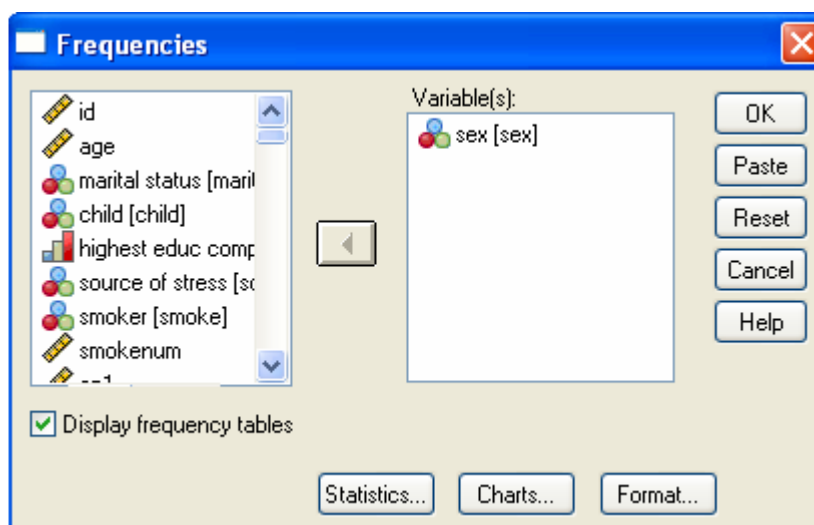 Frequencies
id
age
marital status [marit
child [child]
highest educ comp
source of stress [so
smoker [smoke]
smokenum
Variable(s):
sex [sex]
OK
Paste
Reset
Cancel
Help
Display frequency tables
Statistics...
Charts...
Format...